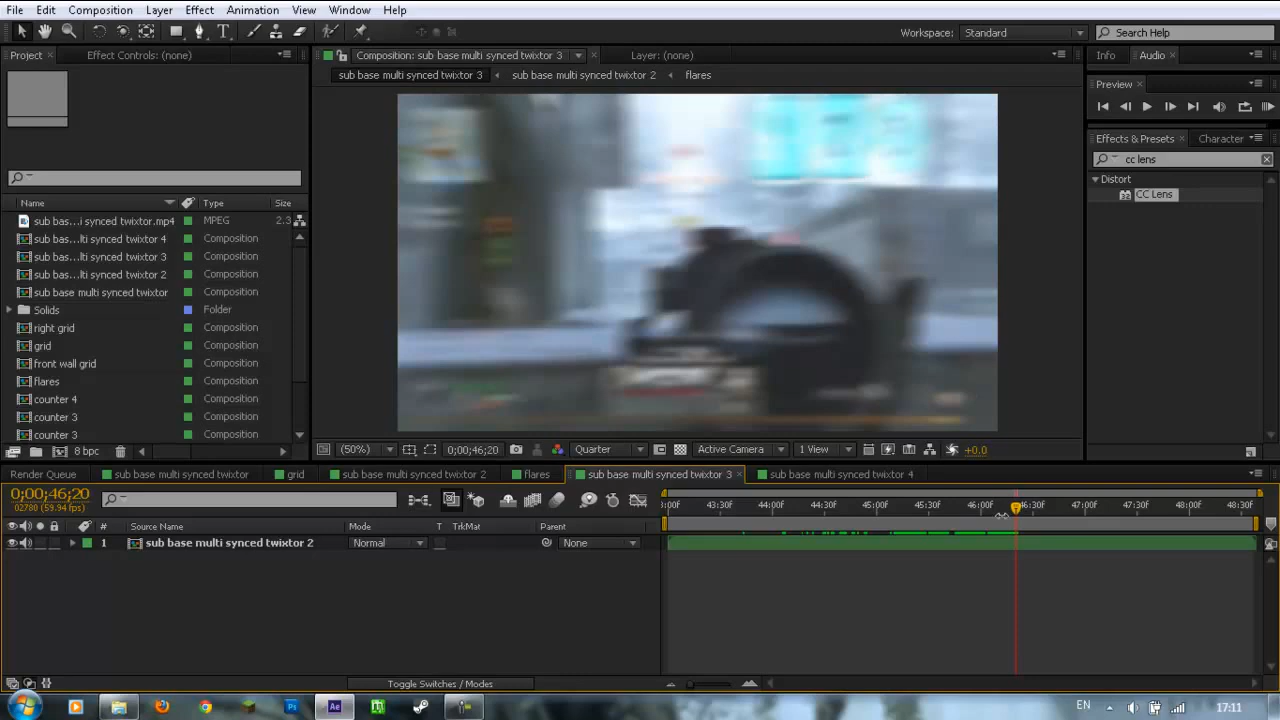 File Edit Composition Layer Effect Animation View Window Help
Workspace: Standard Search Help
Project Effect Controls: (none) Composition: sub base multi synced twixtor 3 Layer: (none) Info Audio
sub base multi synced twixtor 3 sub base multi synced twixtor 2 flares
Preview
Effects & Presets Character
cc lens
Distort
CC Lens
Name Type Size
sub bas...i synced twixtor.mp4 MPEG 2.3
sub bas...lti synced twixtor 4 Composition
sub bas...lti synced twixtor 3 Composition
sub bas...lti synced twixtor 2 Composition
sub base multi synced twixtor Composition
Solids Folder
right grid Composition
grid Composition
front wall grid Composition
flares Composition
counter 4 Composition
counter 3 Composition
counter 3 Composition
8 bpc (50%) 0;00;46;20 Quarter Active Camera 1 View +0,0
Render Queue sub base multi synced twixtor grid sub base multi synced twixtor 2 flares sub base multi synced twixtor 3 sub base multi synced twixtor 4
0;00;46;20
02780 (59.94 fps)
3:00f 43:30f 44:00f 44:30f 45:00f 45:30f 46:00f 46:30f 47:00f 47:30f 48:00f 48:30f
# Source Name Mode T TrkMat Parent
1 sub base multi synced twixtor 2 Normal None
Toggle Switches / Modes
Ae Ps EN 17:11